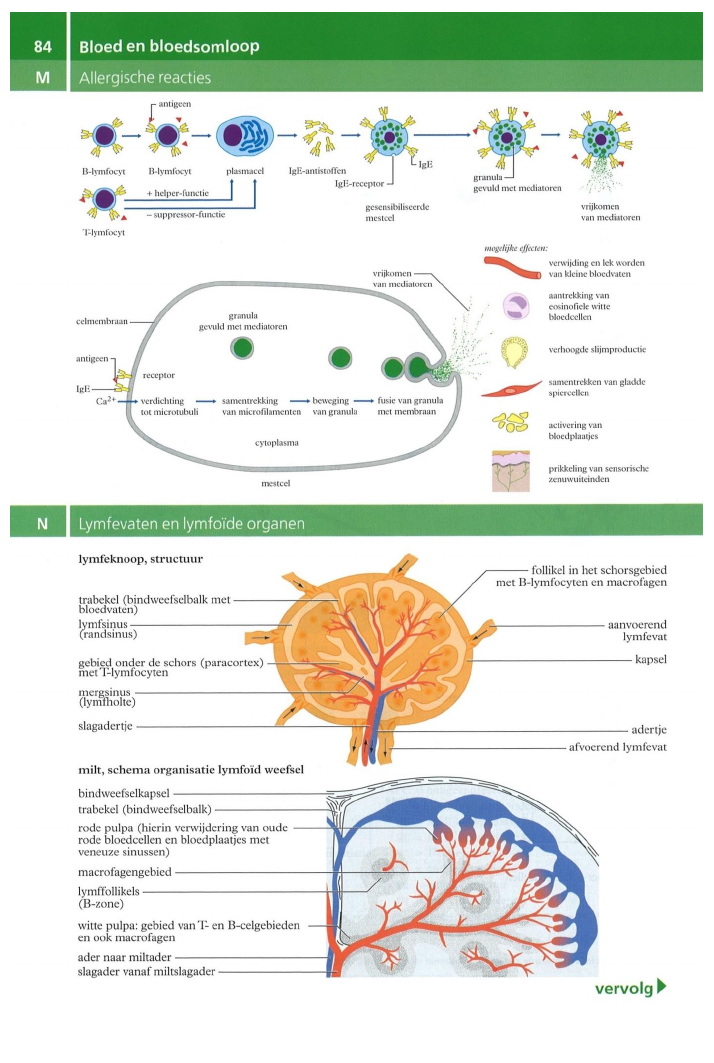 84 Bloed en bloedsomloop
M Allergische reacties
antigeen
B-lymfocyt
B-lymfocyt
plasmacel
IgE-antistoffen
IgE-receptor
IgE
granula
gevuld met mediatoren
+ helper-functie
– suppressor-functie
T-lymfocyt
gesensibiliseerde
mestcel
vrijkomen
van mediatoren
mogelijke effecten:
verwijding en lek worden
van kleine bloedvaten
aantrekking van
eosinofiele witte
bloedcellen
verhoogde slijmproductie
samentrekken van gladde
spiercellen
activering van
bloedplaatjes
prikkeling van sensorische
zenuwuiteinden
vrijkomen
van mediatoren
celmembraan
granula
gevuld met mediatoren
antigeen
receptor
IgE
Ca2+
verdichting
tot microtubuli
samentrekking
van microfilamenten
beweging
van granula
fusie van granula
met membraan
cytoplasma
mestcel
N Lymfevaten en lymfoïde organen
lymfeknoop, structuur
trabekel (bindweefselbalk met
bloedvaten)
lymfsinus
(randsinus)
gebied onder de schors (paracortex)
met T-lymfocyten
mergsinus
(lymfholte)
slagadertje
follikel in het schorsgebied
met B-lymfocyten en macrofagen
aanvoerend
lymfevat
kapsel
adertje
afvoerend lymfevat
milt, schema organisatie lymfoïd weefsel
bindweefselkapsel
trabekel (bindweefselbalk)
rode pulpa (hierin verwijdering van oude
rode bloedcellen en bloedplaatjes met
veneuze sinussen)
macrofagengebied
lymffollikels
(B-zone)
witte pulpa: gebied van T- en B-celgebieden
en ook macrofagen
ader naar miltader
slagader vanaf miltslagader
vervolg